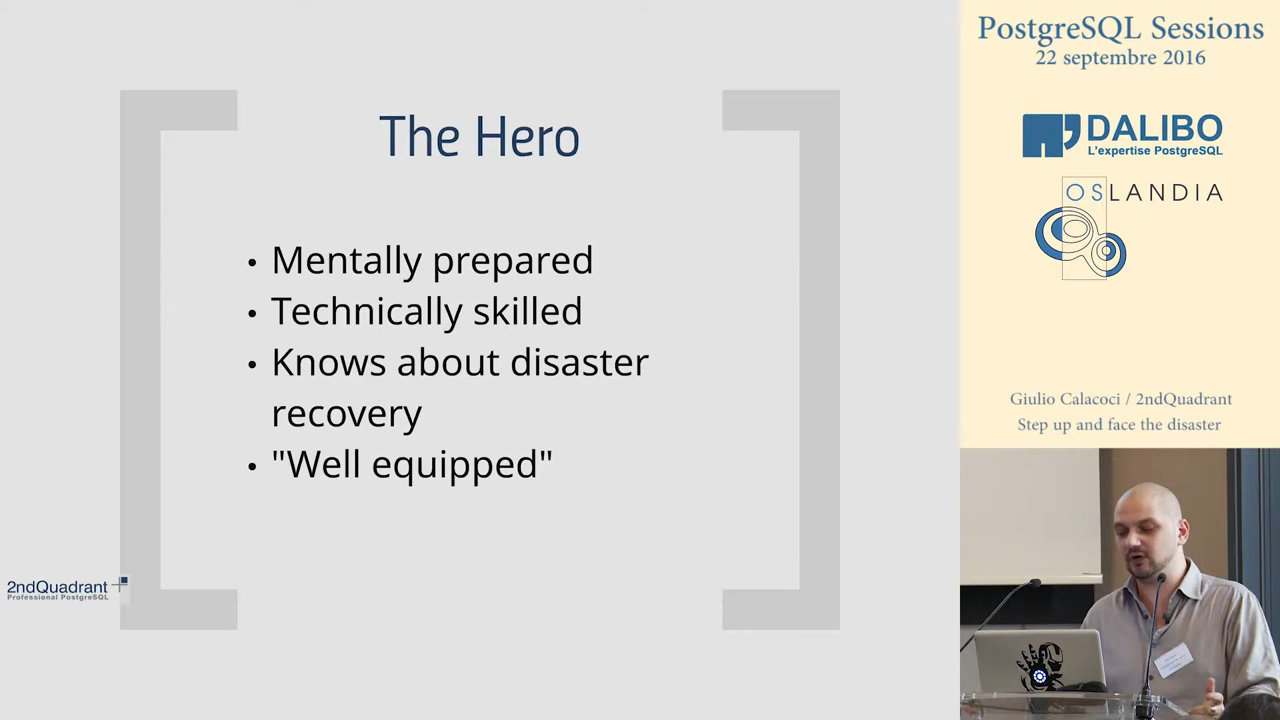 The Hero
• Mentally prepared
• Technically skilled
• Knows about disaster
recovery
• "Well equipped"
2ndQuadrant
Professional PostgreSQL
PostgreSQL Sessions
22 septembre 2016
DALIBO
L'expertise PostgreSQL
OSLANDIA
Giulio Calacoci / 2ndQuadrant
Step up and face the disaster